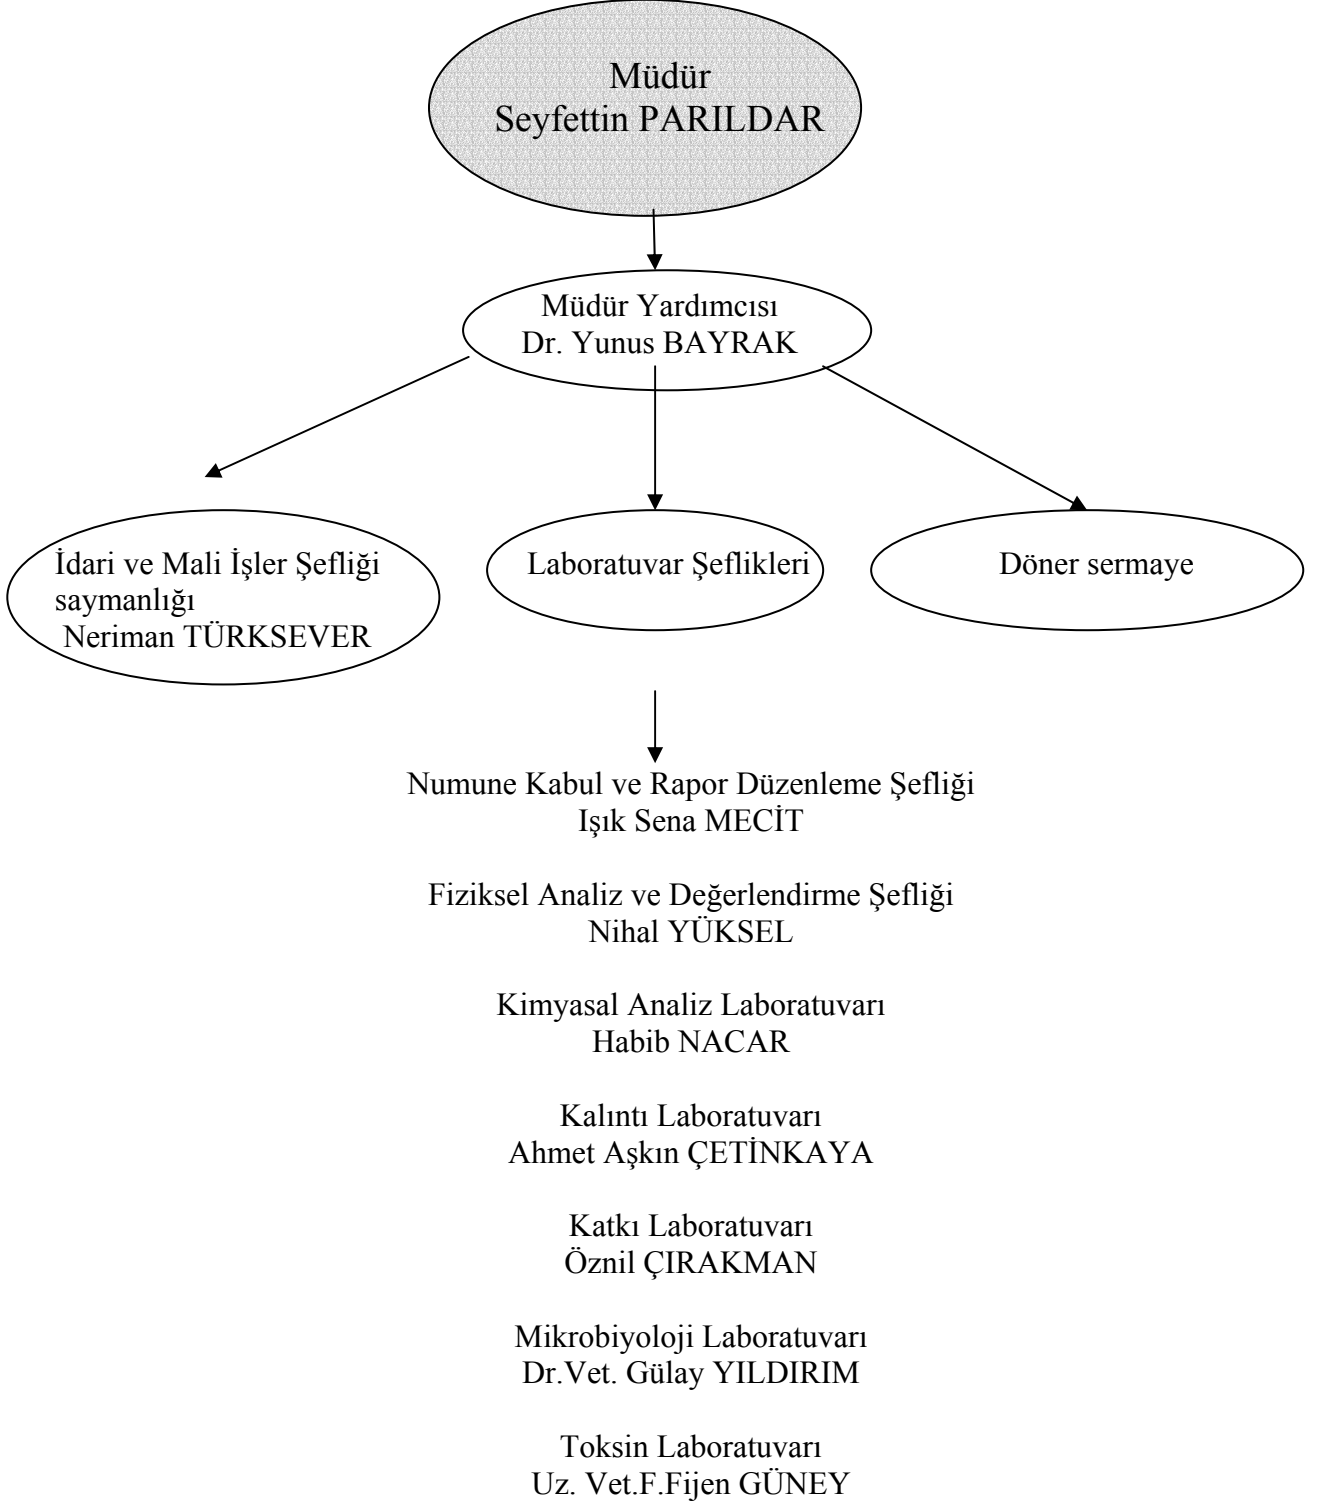 Müdür
Seyfettin PARILDAR
Müdür Yardımcısı
Dr. Yunus BAYRAK
İdari ve Mali İşler Şefliği
saymanlığı
Neriman TÜRKSEVER
Laboratuvar Şeflikleri
Döner sermaye
Numune Kabul ve Rapor Düzenleme Şefliği
Işık Sena MECİT
Fiziksel Analiz ve Değerlendirme Şefliği
Nihal YÜKSEL
Kimyasal Analiz Laboratuvarı
Habib NACAR
Kalıntı Laboratuvarı
Ahmet Aşkın ÇETİNKAYA
Katkı Laboratuvarı
Öznil ÇIRAKMAN
Mikrobiyoloji Laboratuvarı
Dr.Vet. Gülay YILDIRIM
Toksin Laboratuvarı
Uz. Vet.F.Fijen GÜNEY